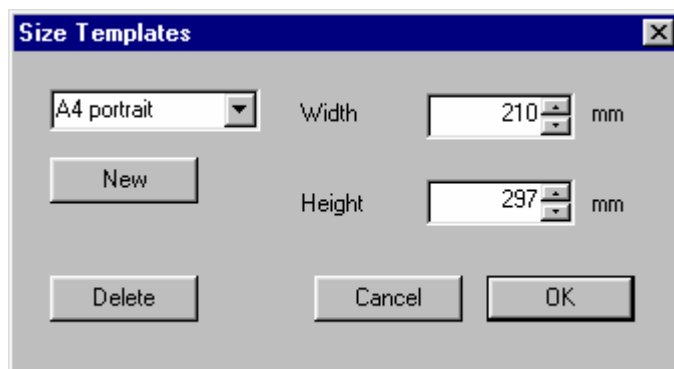 Size Templates
A4 portrait Width 210 mm
New
Height 297 mm
Delete Cancel OK